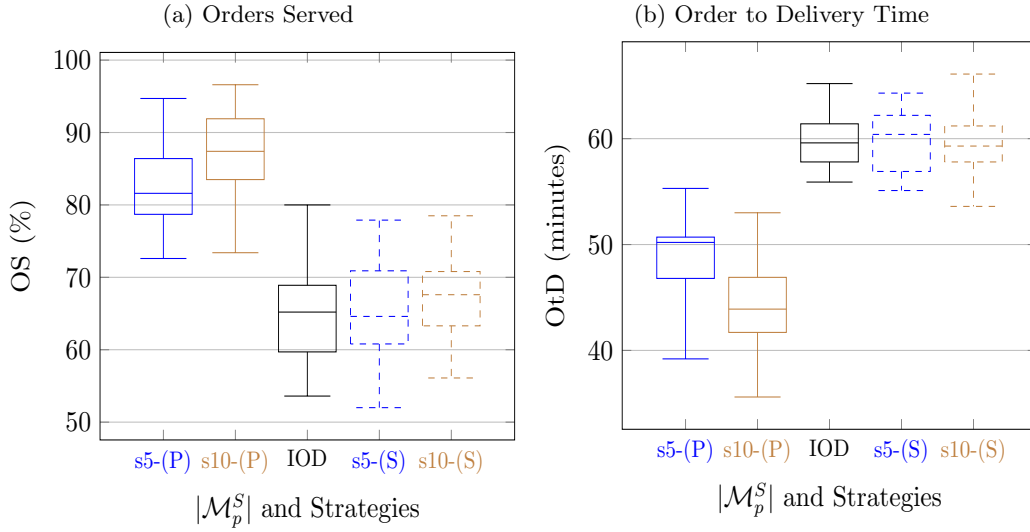 (a) Orders Served
100
90
80
70
60
50
OS (%)
s5-(P) s10-(P) IOD s5-(S) s10-(S)
|ℳ_p^S| and Strategies
(b) Order to Delivery Time
60
50
40
OtD (minutes)
s5-(P) s10-(P) IOD s5-(S) s10-(S)
|ℳ_p^S| and Strategies